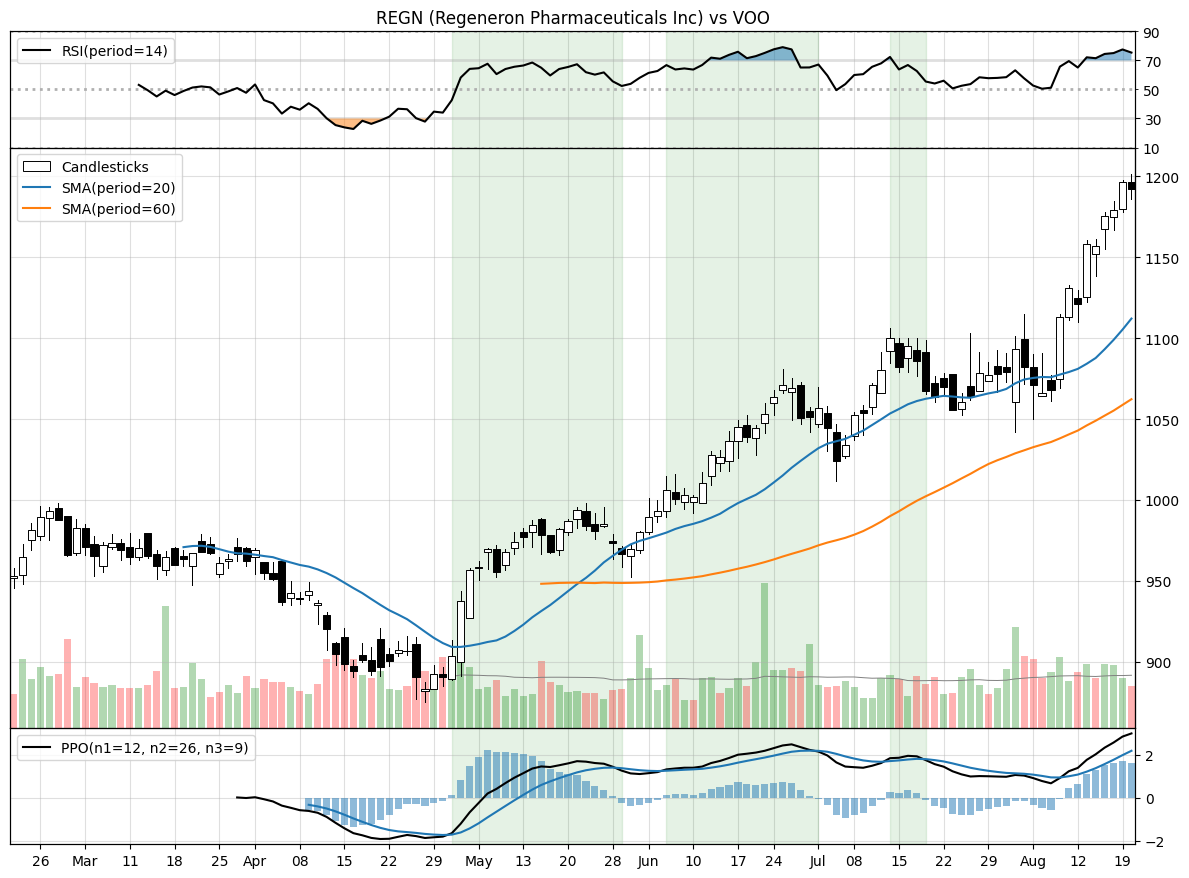 REGN (Regeneron Pharmaceuticals Inc) vs VOO
RSI(period=14)
90
70
50
30
10
Candlesticks
SMA(period=20)
SMA(period=60)
1200
1150
1100
1050
1000
950
900
PPO(n1=12, n2=26, n3=9)
2
0
−2
26 Mar 11 18 25 Apr 08 15 22 29 May 13 20 28 Jun 10 17 24 Jul 08 15 22 29 Aug 12 19